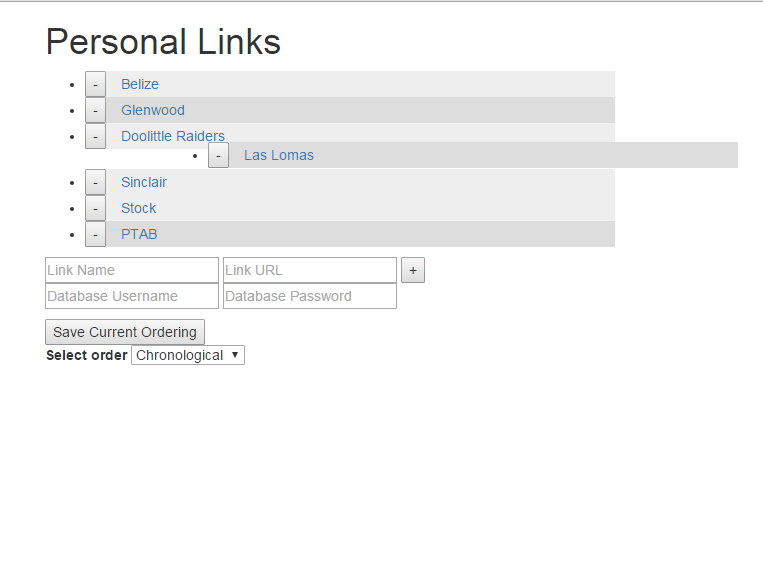 Personal Links
- Belize
- Glenwood
- Doolittle Raiders
- Las Lomas
- Sinclair
- Stock
- PTAB
Link Name Link URL +
Database Username Database Password
Save Current Ordering
Select order Chronological